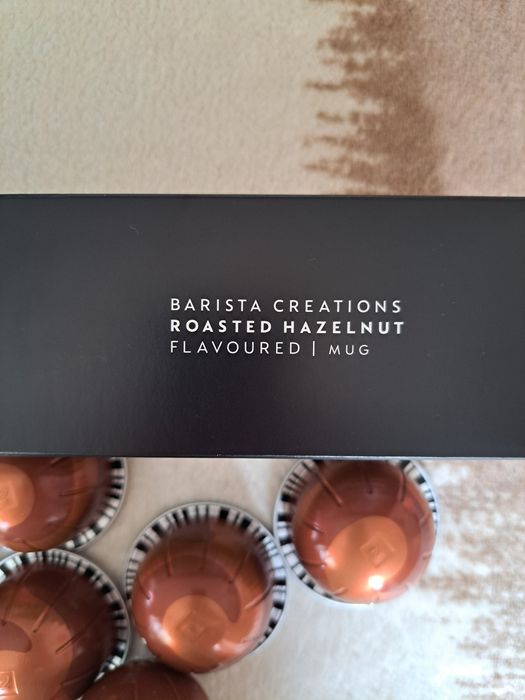 BARISTA CREATIONS
ROASTED HAZELNUT
FLAVOURED | MUG